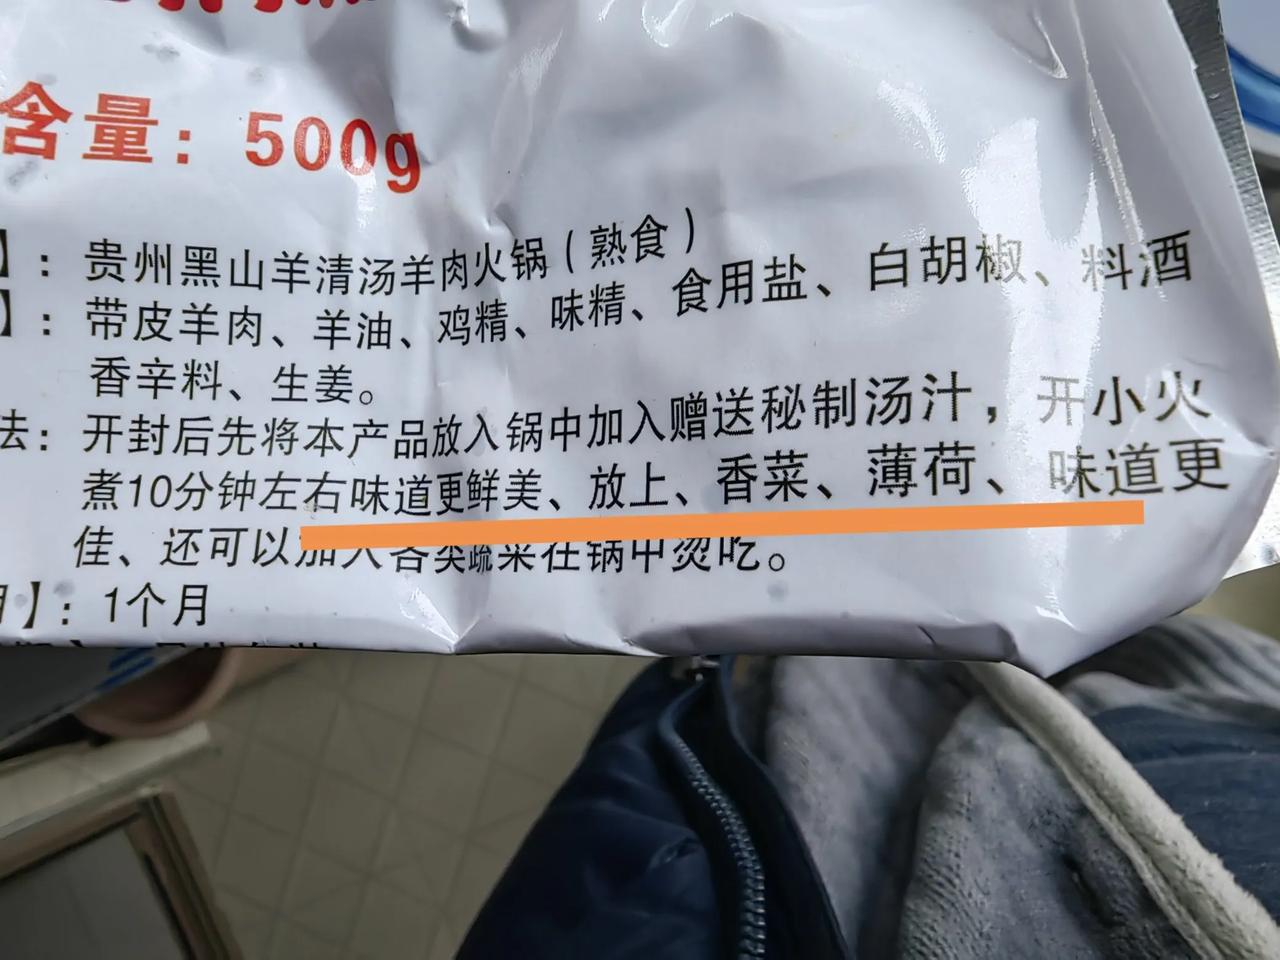 含量：500g
】：贵州黑山羊清汤羊肉火锅（熟食）
】：带皮羊肉、羊油、鸡精、味精、食用盐、白胡椒、料酒
香辛料、生姜。
法：开封后先将本产品放入锅中加入赠送秘制汤汁，开小火
煮10分钟左右味道更鲜美、放上、香菜、薄荷、味道更
佳、还可以加入各类蔬菜在锅中烫吃。
月】：1个月